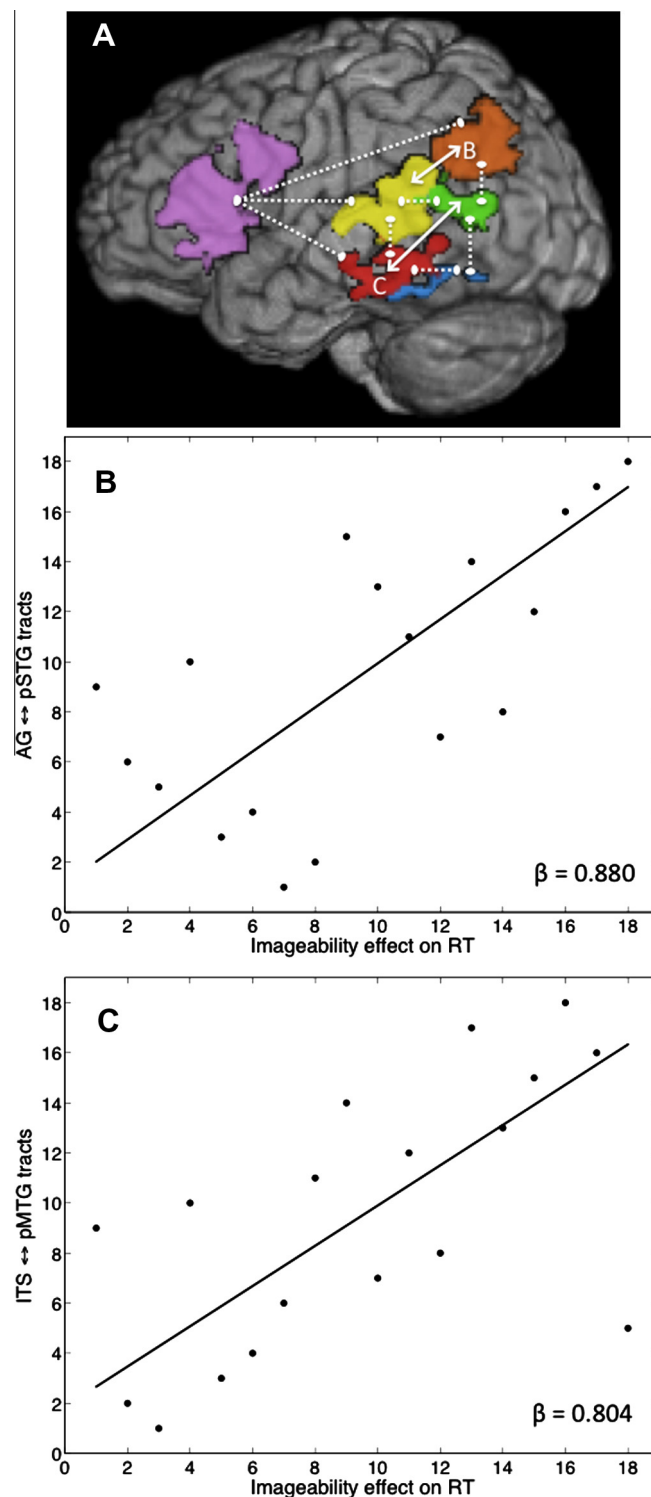 A
B
C
B
18
16
14
12
10
8
6
4
2
0
AG ↔ pSTG tracts
β = 0.880
0 2 4 6 8 10 12 14 16 18
Imageability effect on RT
C
18
16
14
12
10
8
6
4
2
0
ITS ↔ pMTG tracts
β = 0.804
0 2 4 6 8 10 12 14 16 18
Imageability effect on RT